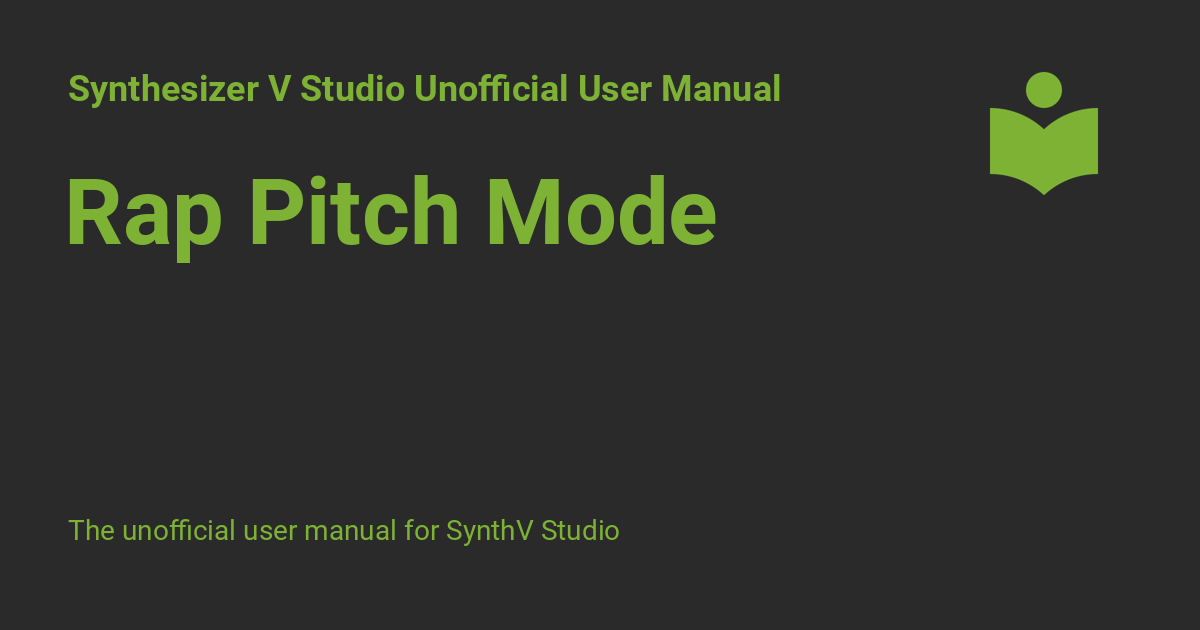 Synthesizer V Studio Unofficial User Manual
Rap Pitch Mode
The unofficial user manual for SynthV Studio